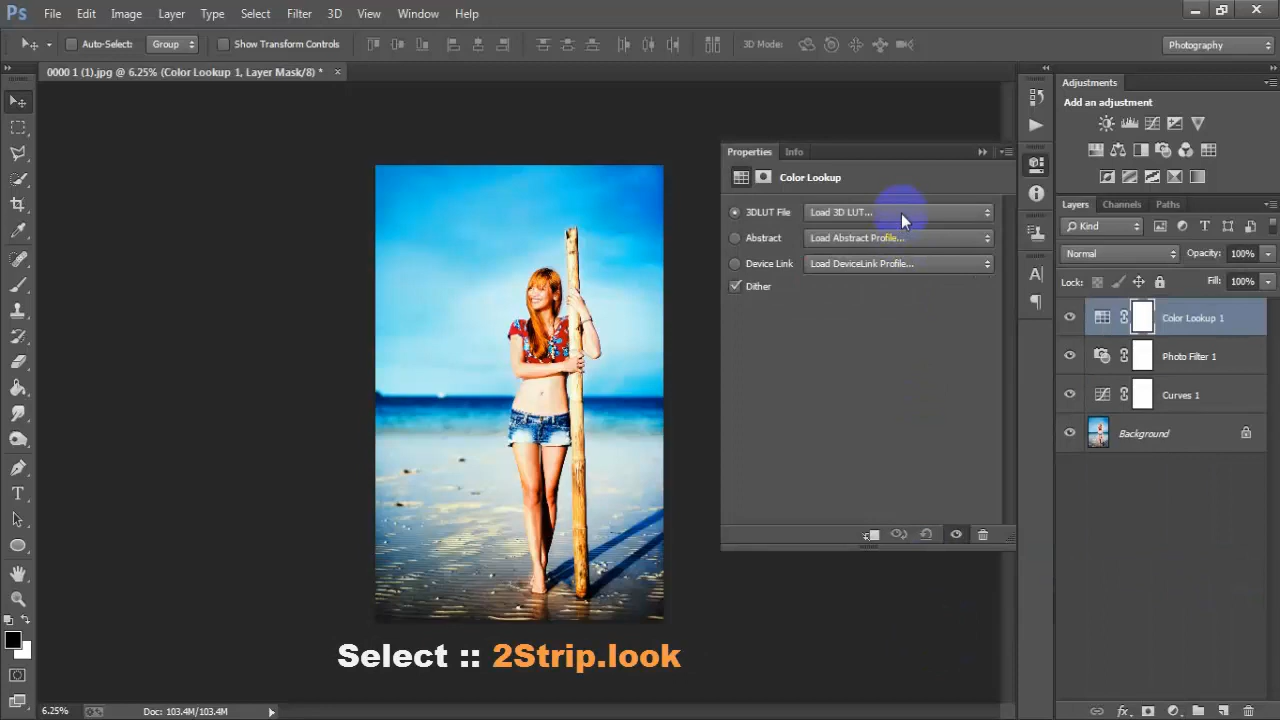 Ps File Edit Image Layer Type Select Filter 3D View Window Help
Auto-Select: Group Show Transform Controls 3D Mode: Photography
0000 1 (1).jpg @ 6.25% (Color Lookup 1, Layer Mask/8) * ×
Properties Info
Color Lookup
3DLUT File Load 3D LUT...
Abstract Load Abstract Profile...
Device Link Load DeviceLink Profile...
Dither
Adjustments
Add an adjustment
Layers Channels Paths
Kind
Normal Opacity: 100%
Lock: Fill: 100%
Color Lookup 1
Photo Filter 1
Curves 1
Background
Select :: 2Strip.look
6.25% Doc: 103.4M/103.4M